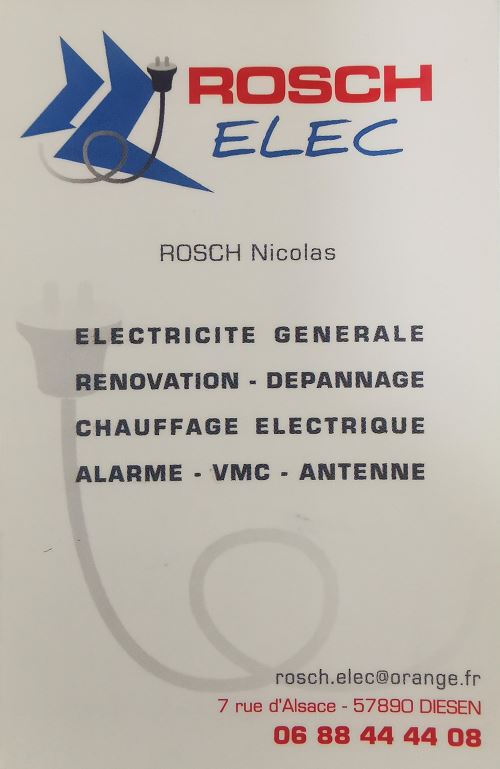 ROSCH
ELEC
ROSCH Nicolas
ELECTRICITE GENERALE
RENOVATION - DEPANNAGE
CHAUFFAGE ELECTRIQUE
ALARME - VMC - ANTENNE
rosch.elec@orange.fr
7 rue d'Alsace - 57890 DIESEN
06 88 44 44 08